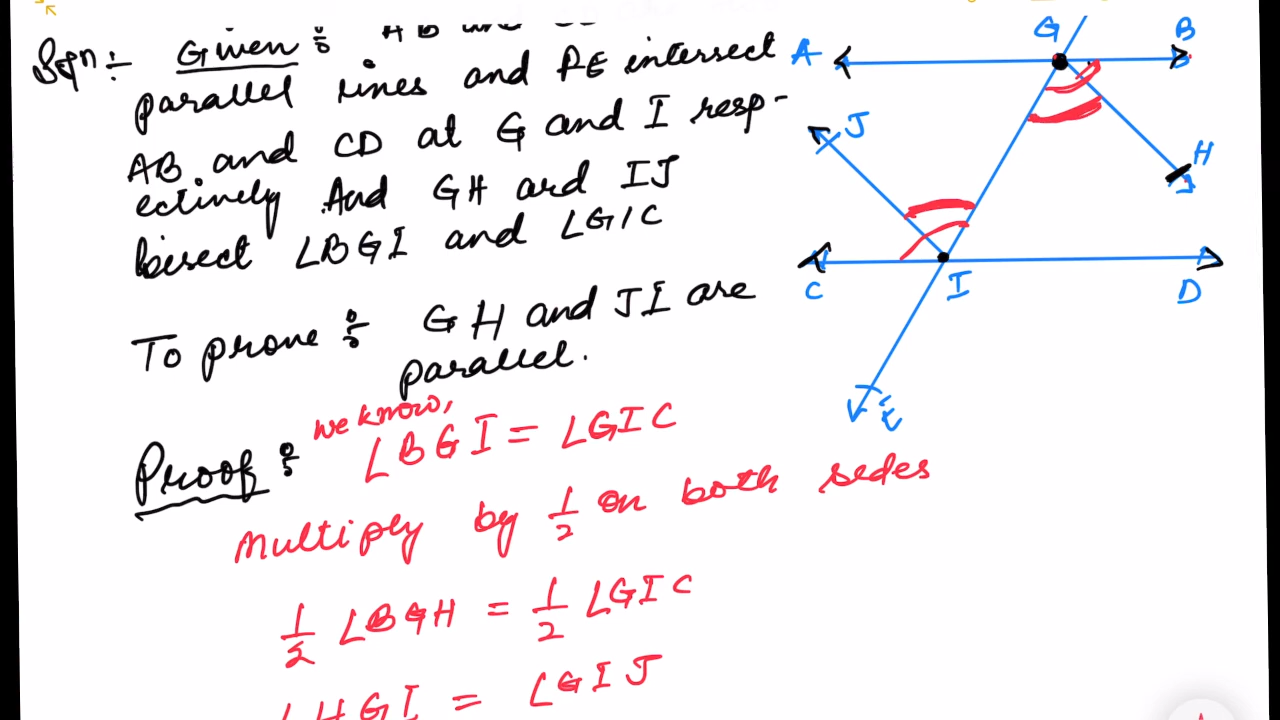 Solⁿ :- Given :
parallel lines and FE intersect
AB and CD at G and I resp-
ectively. And GH and IJ
bisect ∠BGI and ∠GIC
To prove : GH and JI are
parallel.
Proof : We know,
∠BGI = ∠GIC
Multiply by 1/2 on both sides
1/2 ∠BGH = 1/2 ∠GIC
∠HGI = ∠GIJ
G
A
B
J
H
C
I
D
E